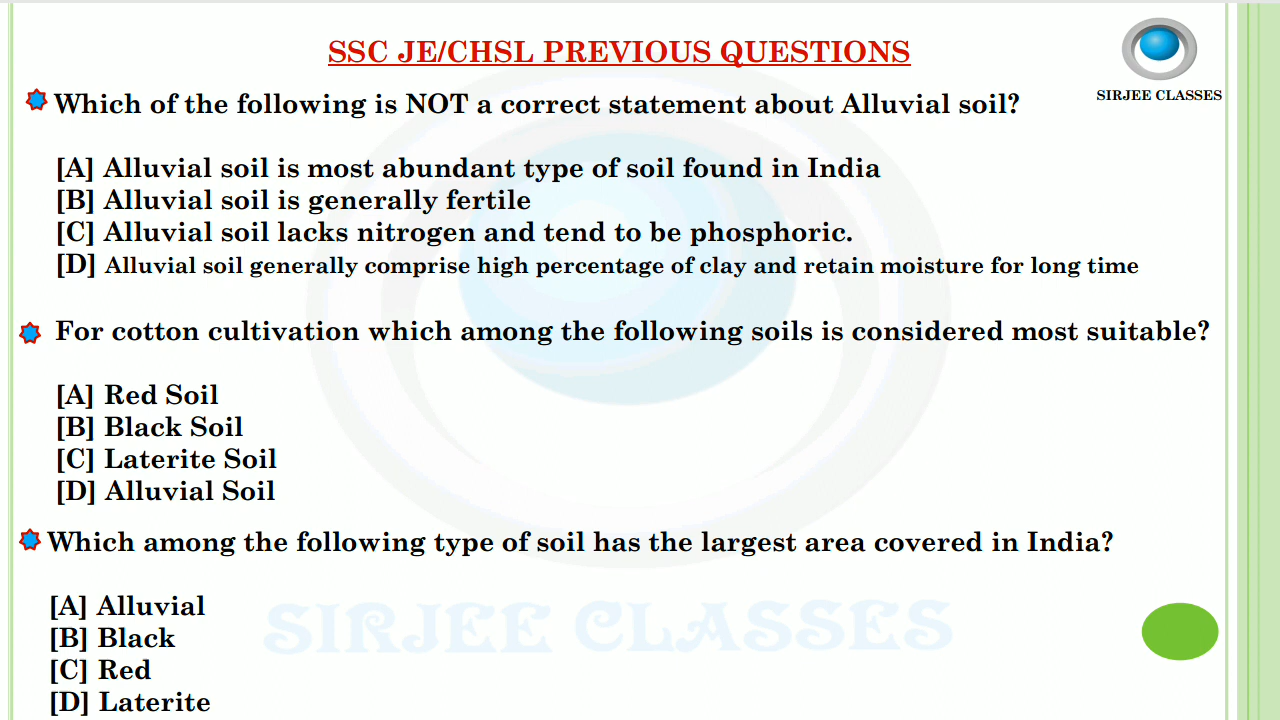 SSC JE/CHSL PREVIOUS QUESTIONS
SIRJEE CLASSES
Which of the following is NOT a correct statement about Alluvial soil?
[A] Alluvial soil is most abundant type of soil found in India
[B] Alluvial soil is generally fertile
[C] Alluvial soil lacks nitrogen and tend to be phosphoric.
[D] Alluvial soil generally comprise high percentage of clay and retain moisture for long time
For cotton cultivation which among the following soils is considered most suitable?
[A] Red Soil
[B] Black Soil
[C] Laterite Soil
[D] Alluvial Soil
Which among the following type of soil has the largest area covered in India?
[A] Alluvial
[B] Black
[C] Red
[D] Laterite
SIRJEE CLASSES